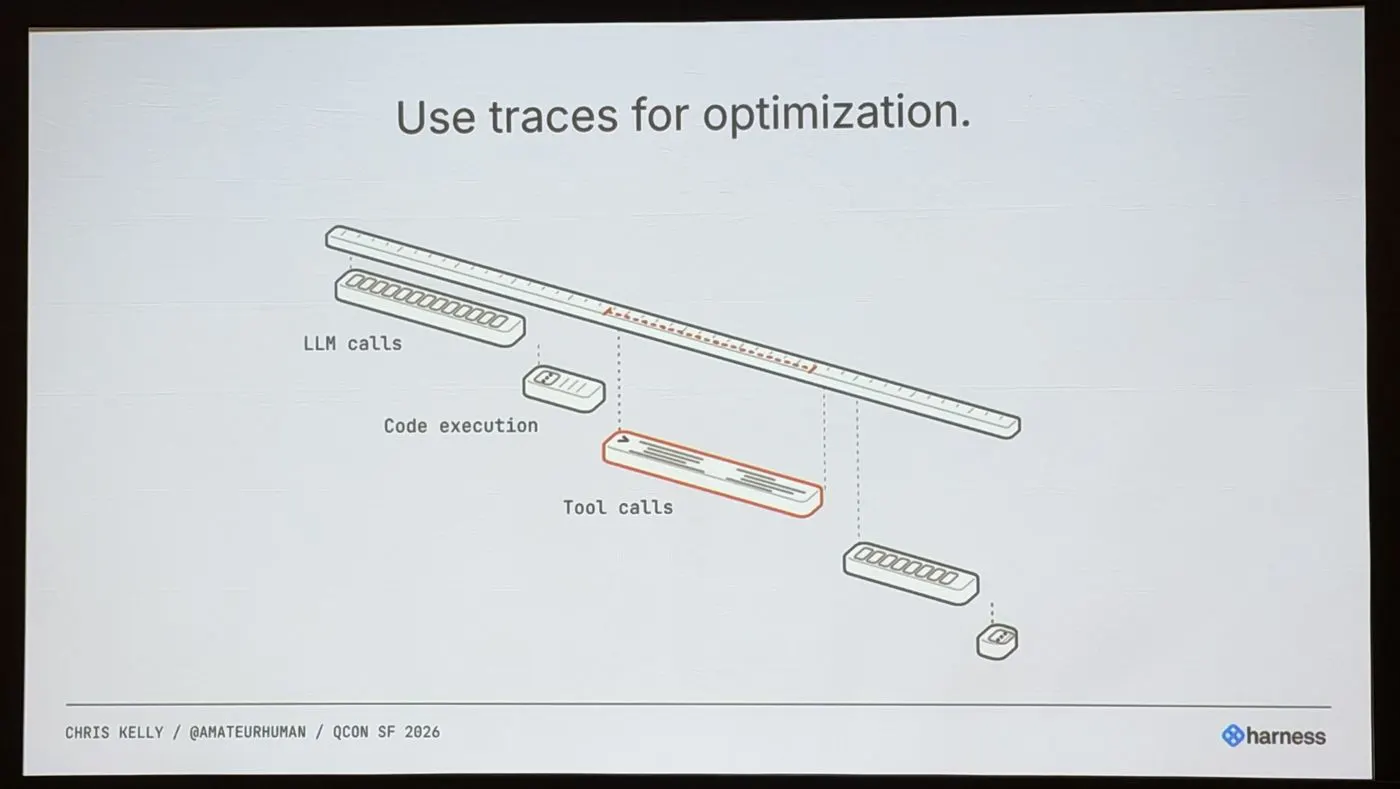 Use traces for optimization.
LLM calls
Code execution
Tool calls
CHRIS KELLY / @AMATEURHUMAN / QCON SF 2026
harness